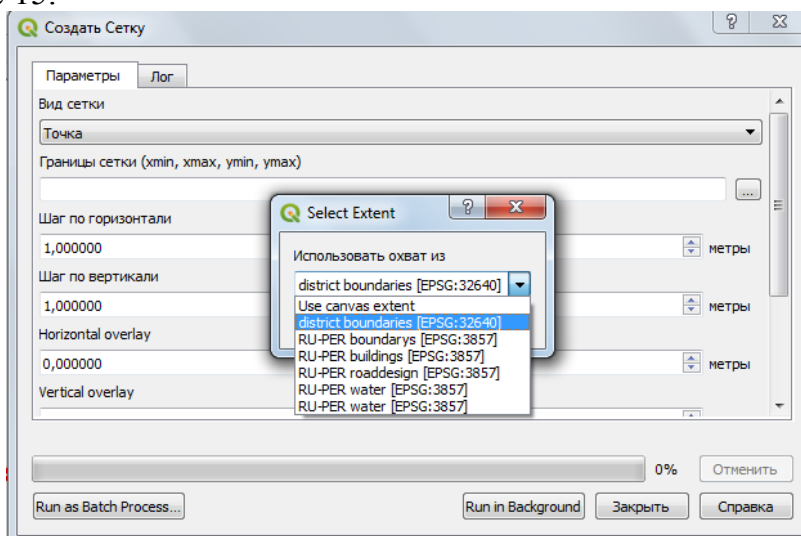 Создать Сетку
Параметры
Лог
Вид сетки
Точка
Границы сетки (xmin, xmax, ymin, ymax)
...
Шаг по горизонтали
1,000000
метры
Шаг по вертикали
1,000000
метры
Horizontal overlay
0,000000
метры
Vertical overlay
Select Extent
Использовать охват из
district boundaries [EPSG:32640]
Use canvas extent
district boundaries [EPSG:32640]
RU-PER boundarys [EPSG:3857]
RU-PER buildings [EPSG:3857]
RU-PER roaddesign [EPSG:3857]
RU-PER water [EPSG:3857]
RU-PER water [EPSG:3857]
0%
Отменить
Run as Batch Process...
Run in Background
Закрыть
Справка